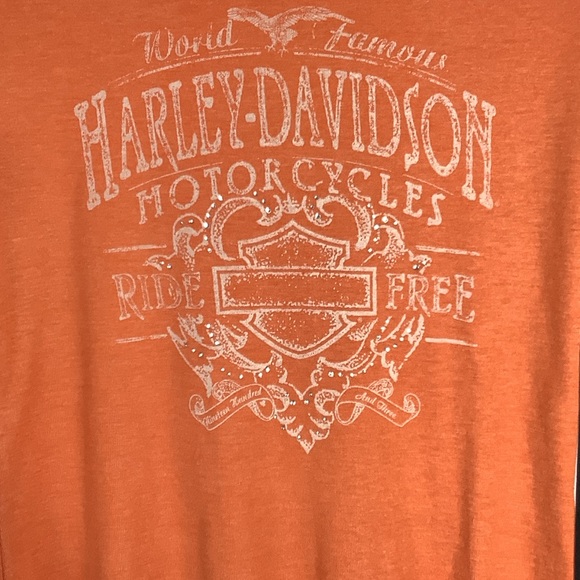 World Famous
HARLEY-DAVIDSON
MOTORCYCLES
RIDE FREE
Nineteen Hundred And Three